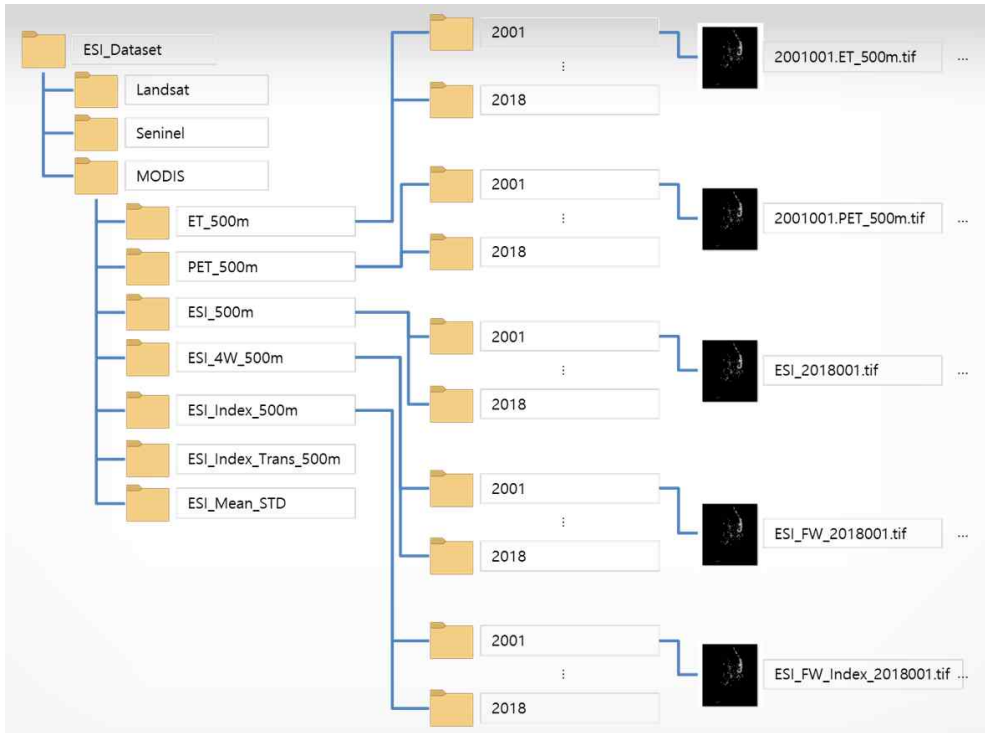 ESI_Dataset
Landsat
Seninel
MODIS
ET_500m
PET_500m
ESI_500m
ESI_4W_500m
ESI_Index_500m
ESI_Index_Trans_500m
ESI_Mean_STD
2001
⋮
2018
2001001.ET_500m.tif ...
2001
⋮
2018
2001001.PET_500m.tif ...
2001
⋮
2018
ESI_2018001.tif ...
2001
⋮
2018
ESI_FW_2018001.tif ...
2001
⋮
2018
ESI_FW_Index_2018001.tif ...